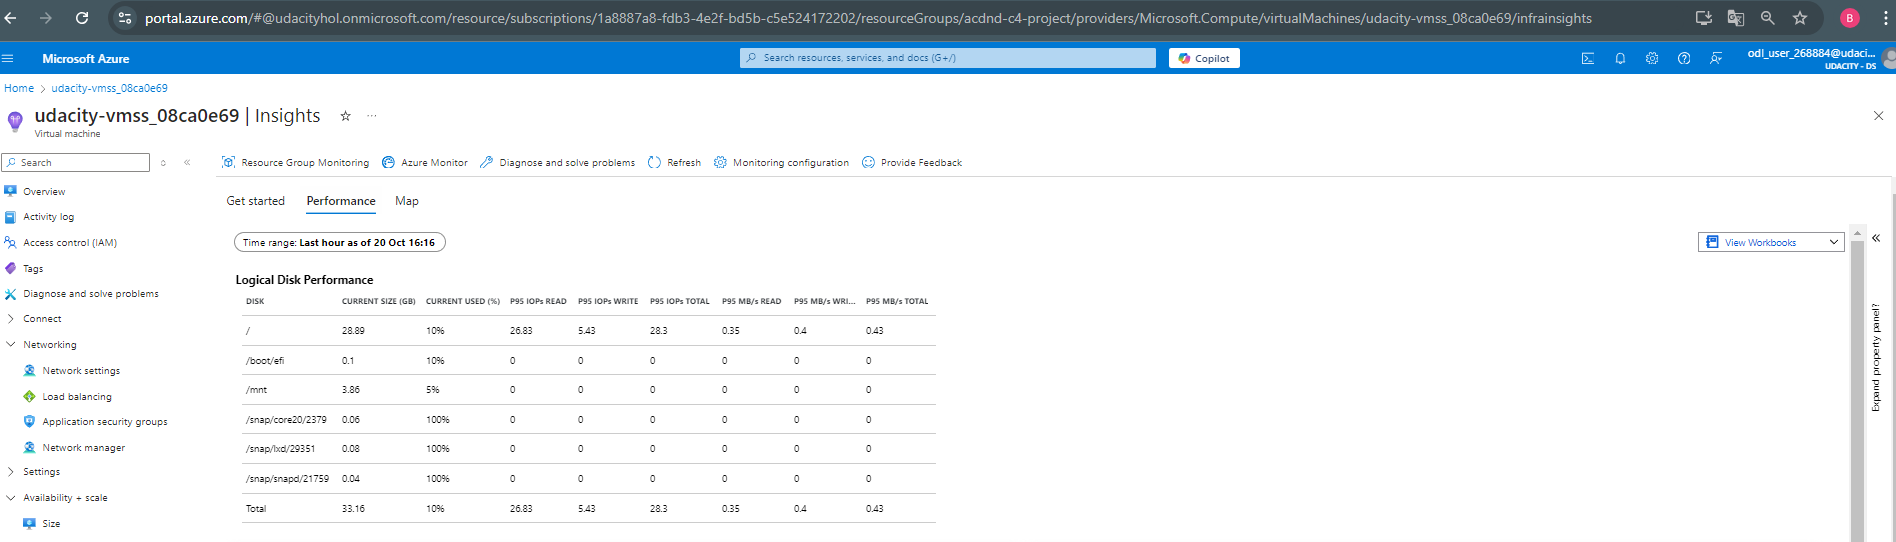 portal.azure.com/#@udacityhol.onmicrosoft.com/resource/subscriptions/1a8887a8-fdb3-4e2f-bd5b-c5e524172202/resourceGroups/acdnd-c4-project/providers/Microsoft.Compute/virtualMachines/udacity-vmss_08ca0e69/infrainsights
B
Microsoft Azure
Search resources, services, and docs (G+/)
Copilot
odl_user_268884@udaci...
UDACITY - DS
Home > udacity-vmss_08ca0e69
udacity-vmss_08ca0e69 | Insights
Virtual machine
Search
Resource Group Monitoring
Azure Monitor
Diagnose and solve problems
Refresh
Monitoring configuration
Provide Feedback
Overview
Activity log
Access control (IAM)
Tags
Diagnose and solve problems
Connect
Networking
Network settings
Load balancing
Application security groups
Network manager
Settings
Availability + scale
Size
Get started Performance Map
Time range: Last hour as of 20 Oct 16:16
View Workbooks
Expand property panel?
Logical Disk Performance
DISK CURRENT SIZE (GB) CURRENT USED (%) P95 IOPs READ P95 IOPs WRITE P95 IOPs TOTAL P95 MB/s READ P95 MB/s WRI... P95 MB/s TOTAL
/ 28.89 10% 26.83 5.43 28.3 0.35 0.4 0.43
/boot/efi 0.1 10% 0 0 0 0 0 0
/mnt 3.86 5% 0 0 0 0 0 0
/snap/core20/2379 0.06 100% 0 0 0 0 0 0
/snap/lxd/29351 0.08 100% 0 0 0 0 0 0
/snap/snapd/21759 0.04 100% 0 0 0 0 0 0
Total 33.16 10% 26.83 5.43 28.3 0.35 0.4 0.43